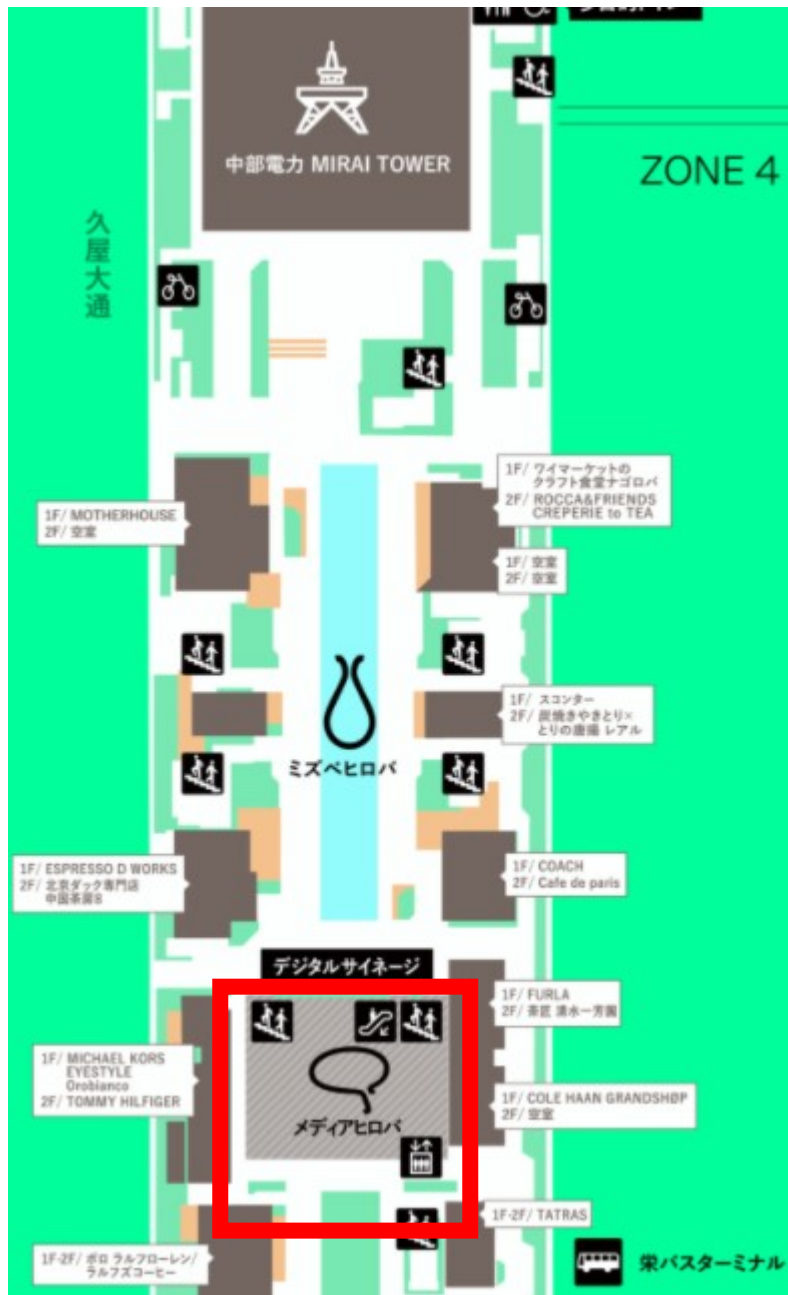 中部電力 MIRAI TOWER
ZONE 4
久屋大通
1F/ ワイマーケットの
クラフト食堂ナゴロバ
2F/ ROCCA&FRIENDS
CREPERIE to TEA
1F/ MOTHERHOUSE
2F/ 空室
1F/ 空室
2F/ 空室
1F/ スコンター
2F/ 炭焼きやきとり×
とりの唐揚 レアル
ミズベヒロバ
1F/ ESPRESSO D WORKS
2F/ 北京ダック専門店
中国茶房8
1F/ COACH
2F/ Cafe de paris
デジタルサイネージ
1F/ FURLA
2F/ 茶匠 清水一芳園
1F/ MICHAEL KORS
EYESTYLE
Orobianco
2F/ TOMMY HILFIGER
1F/ COLE HAAN GRANDSHØP
2F/ 空室
メディアヒロバ
1F-2F/ TATRAS
1F-2F/ ポロ ラルフローレン/
ラルフズコーヒー
栄バスターミナル